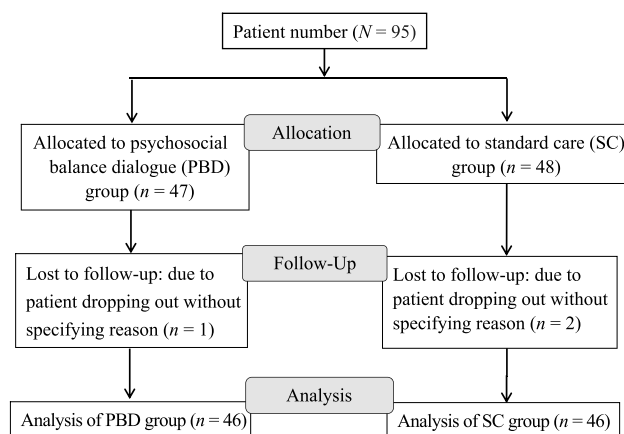 Patient number (N = 95)
Allocation
Allocated to psychosocial
balance dialogue (PBD)
group (n = 47)
Allocated to standard care (SC)
group (n = 48)
Follow-Up
Lost to follow-up: due to
patient dropping out without
specifying reason (n = 1)
Lost to follow-up: due to
patient dropping out without
specifying reason (n = 2)
Analysis
Analysis of PBD group (n = 46)
Analysis of SC group (n = 46)